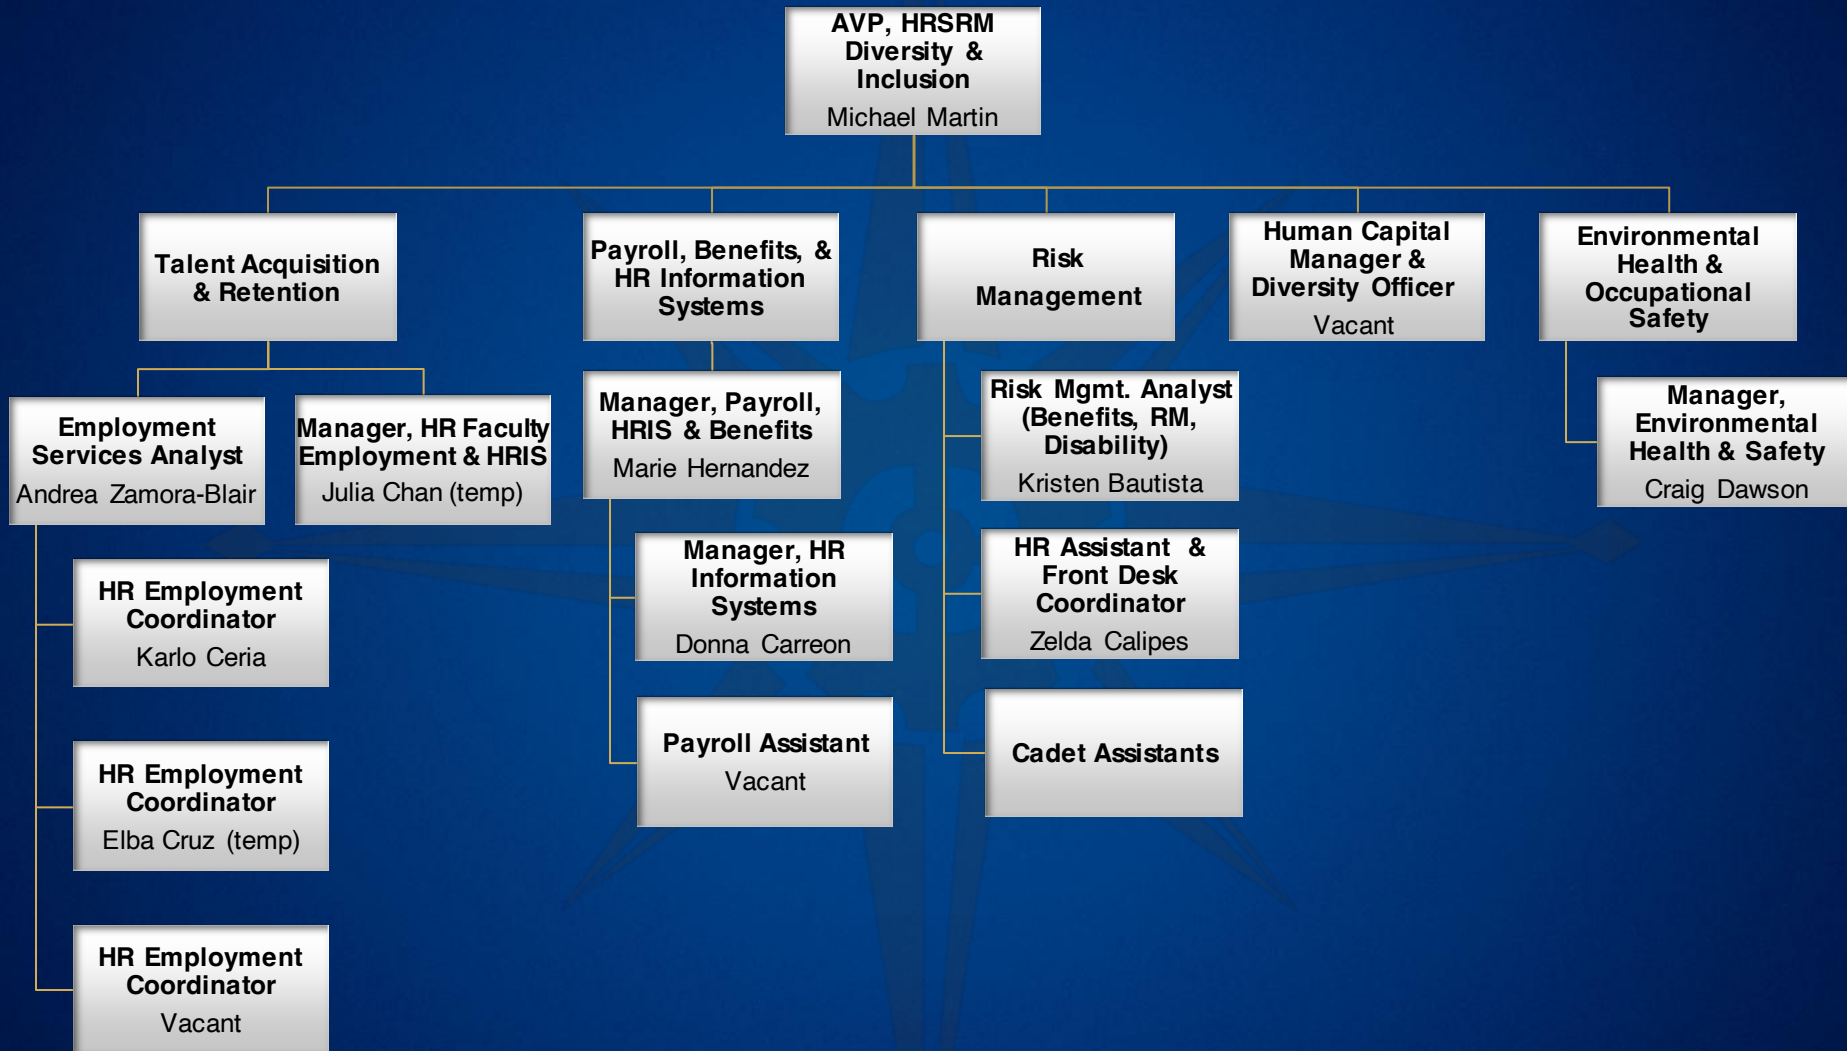 AVP, HRSRM
Diversity &
Inclusion
Michael Martin
Talent Acquisition
& Retention
Payroll, Benefits, &
HR Information
Systems
Risk
Management
Human Capital
Manager &
Diversity Officer
Vacant
Environmental
Health &
Occupational
Safety
Employment
Services Analyst
Andrea Zamora-Blair
Manager, HR Faculty
Employment & HRIS
Julia Chan (temp)
Manager, Payroll,
HRIS & Benefits
Marie Hernandez
Risk Mgmt. Analyst
(Benefits, RM,
Disability)
Kristen Bautista
Manager,
Environmental
Health & Safety
Craig Dawson
HR Employment
Coordinator
Karlo Ceria
Manager, HR
Information
Systems
Donna Carreon
HR Assistant &
Front Desk
Coordinator
Zelda Calipes
HR Employment
Coordinator
Elba Cruz (temp)
Payroll Assistant
Vacant
Cadet Assistants
HR Employment
Coordinator
Vacant